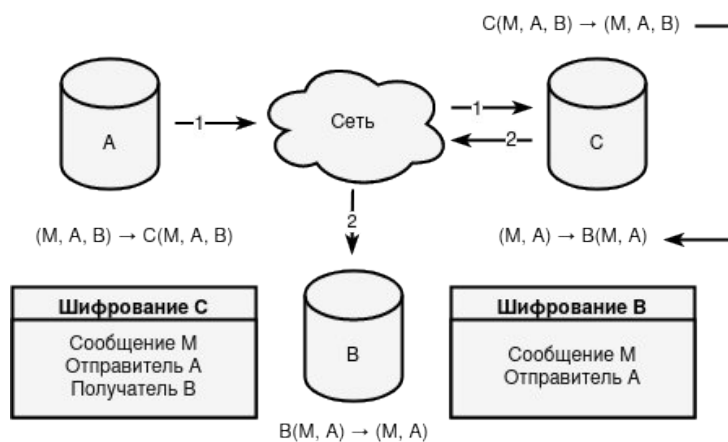 C(M, A, B) → (M, A, B)
A
1
Сеть
1
2
C
2
(M, A, B) → C(M, A, B)
(M, A) → B(M, A)
Шифрование C
Сообщение M
Отправитель A
Получатель B
B
Шифрование B
Сообщение M
Отправитель A
B(M, A) → (M, A)